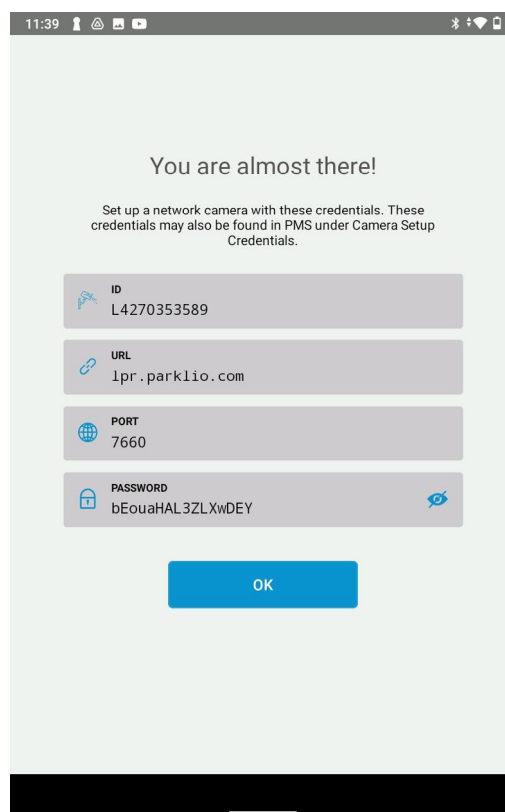 11:39
You are almost there!
Set up a network camera with these credentials. These
credentials may also be found in PMS under Camera Setup
Credentials.
ID
L4270353589
URL
lpr.parklio.com
PORT
7660
PASSWORD
bEouaHAL3ZLXwDEY
OK